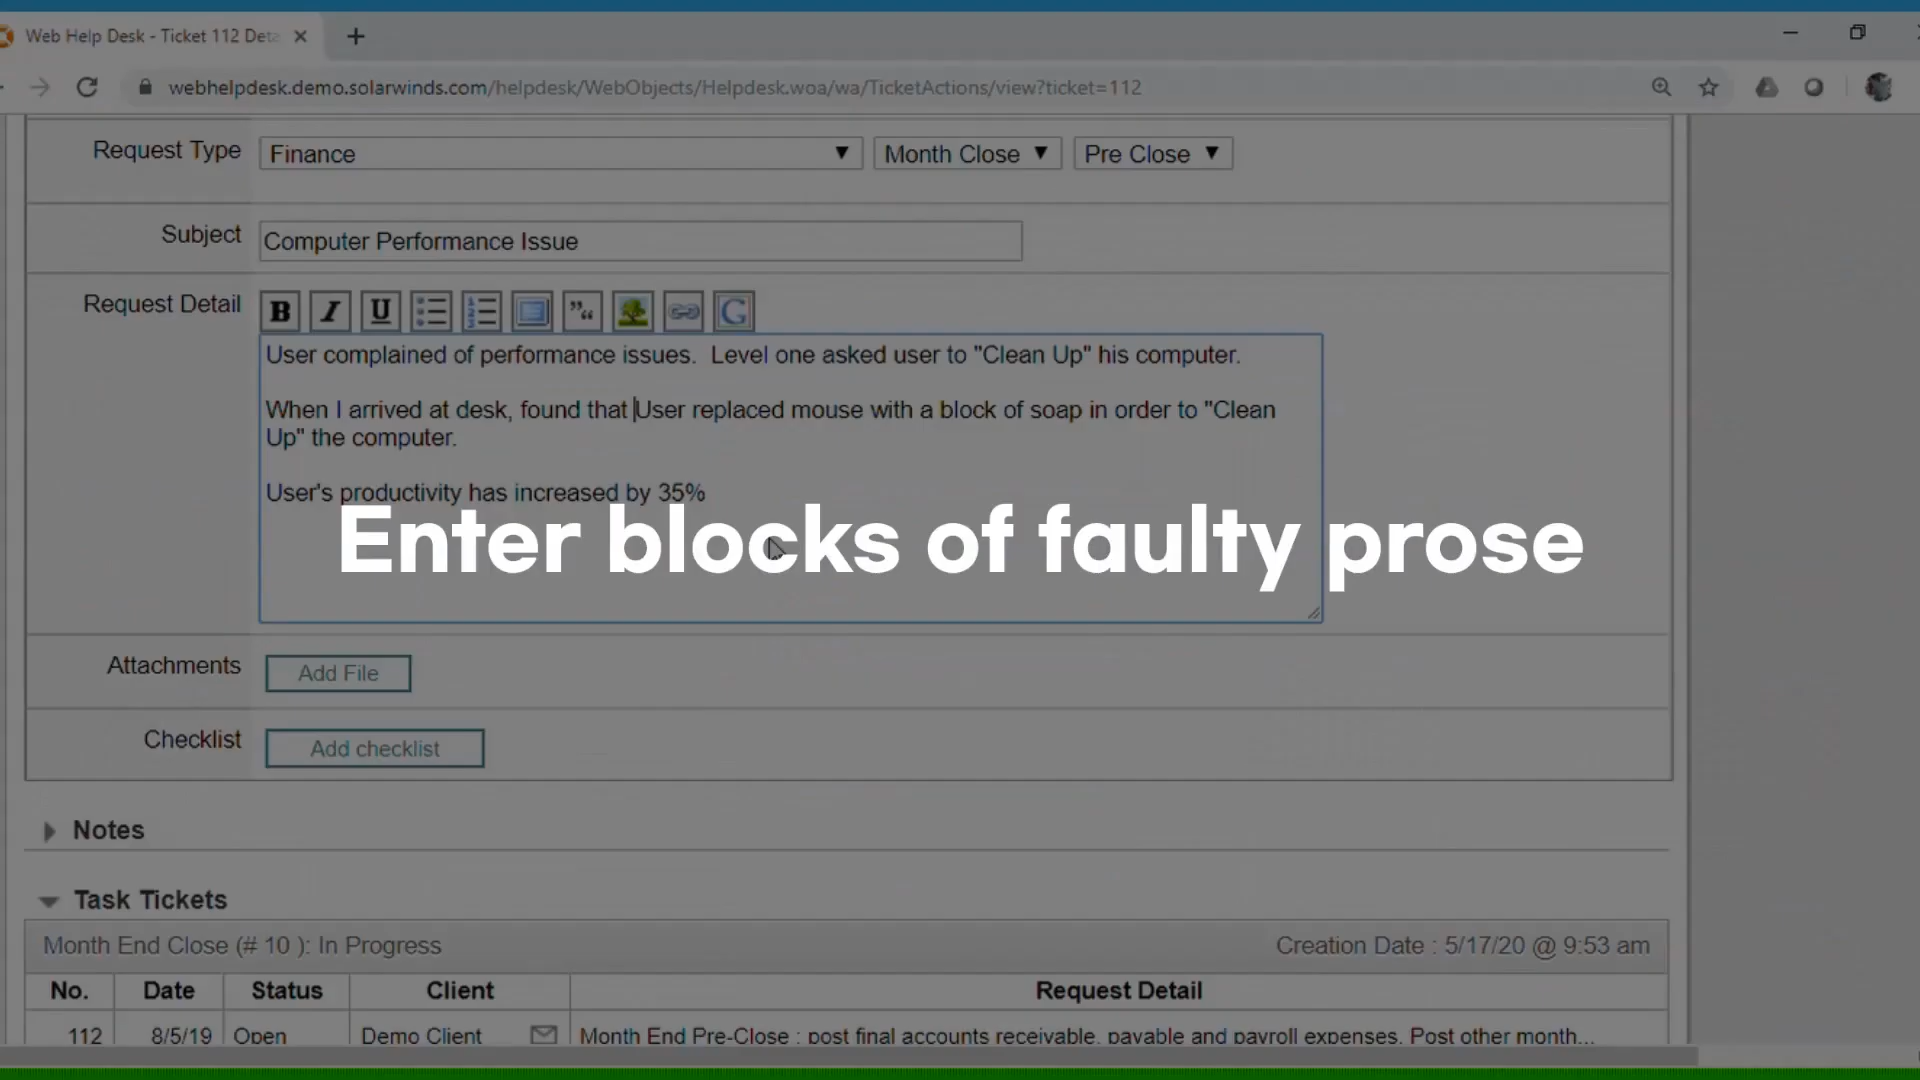 Web Help Desk - Ticket 112 Deta
webhelpdesk.demo.solarwinds.com/helpdesk/WebObjects/Helpdesk.woa/wa/TicketActions/view?ticket=112
Request Type Finance Month Close Pre Close
Subject Computer Performance Issue
Request Detail B I U
User complained of performance issues.  Level one asked user to "Clean Up" his computer.
When I arrived at desk, found that User replaced mouse with a block of soap in order to "Clean
Up" the computer.
User's productivity has increased by 35%
Enter blocks of faulty prose
Attachments Add File
Checklist Add checklist
Notes
Task Tickets
Month End Close (# 10 ): In Progress Creation Date : 5/17/20 @ 9:53 am
No. Date Status Client Request Detail
112 8/5/19 Open Demo Client Month End Pre-Close : post final accounts receivable, payable and payroll expenses. Post other month...